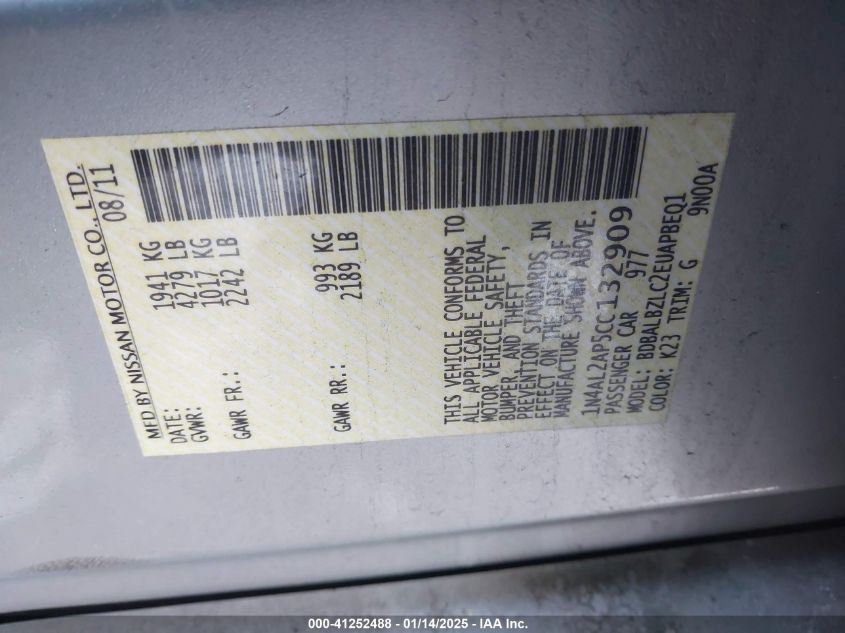 MFD BY NISSAN MOTOR CO., LTD.
DATE: 08/11
GVWR: 1941 KG
4279 LB
GAWR FR.: 1017 KG
2242 LB
GAWR RR.: 993 KG
2189 LB
THIS VEHICLE CONFORMS TO
ALL APPLICABLE FEDERAL
MOTOR VEHICLE SAFETY,
BUMPER, AND THEFT
PREVENTION STANDARDS IN
EFFECT ON THE DATE OF
MANUFACTURE SHOWN ABOVE.
1N4AL2AP5CC132909
PASSENGER CAR 977
MODEL: BDBALBZLC2EUAPBEQ1
COLOR: K23 TRIM: G 9N00A
000-41252488 - 01/14/2025 - IAA Inc.